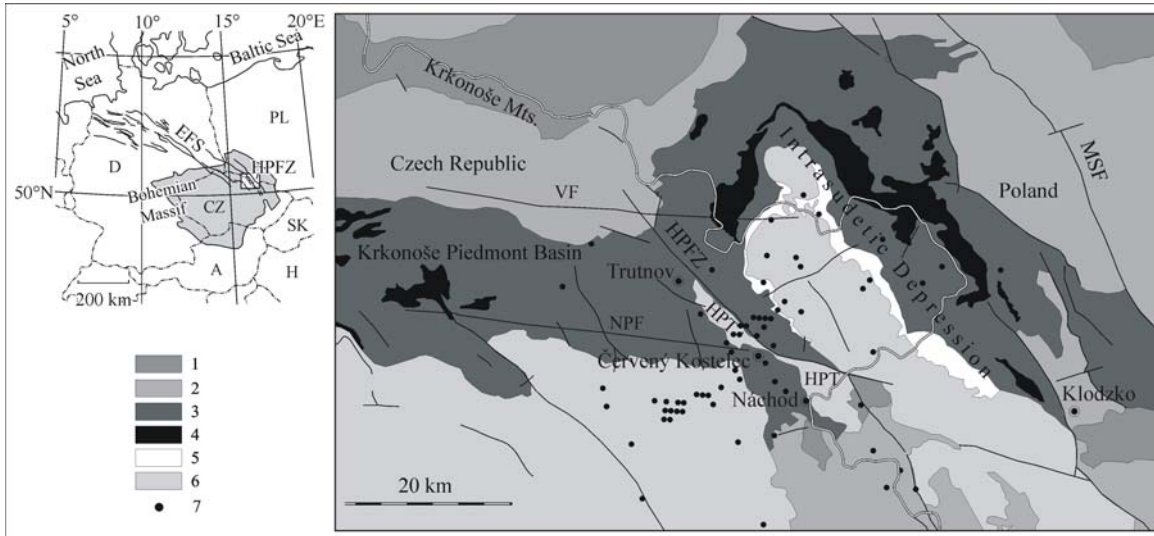 5°
10°
15°
20°E
North
Sea
Baltic Sea
PL
EFS
D
HPFZ
50°N
Bohemian
Massif
CZ
SK
A
H
200 km
1
2
3
4
5
6
7
Krkonoše Mts.
Czech Republic
VF
Intrasudetic Depression
MSF
Poland
Krkonoše Piedmont Basin
HPFZ
Trutnov
HPT
NPF
Červený Kostelec
HPT
Náchod
Klodzko
20 km